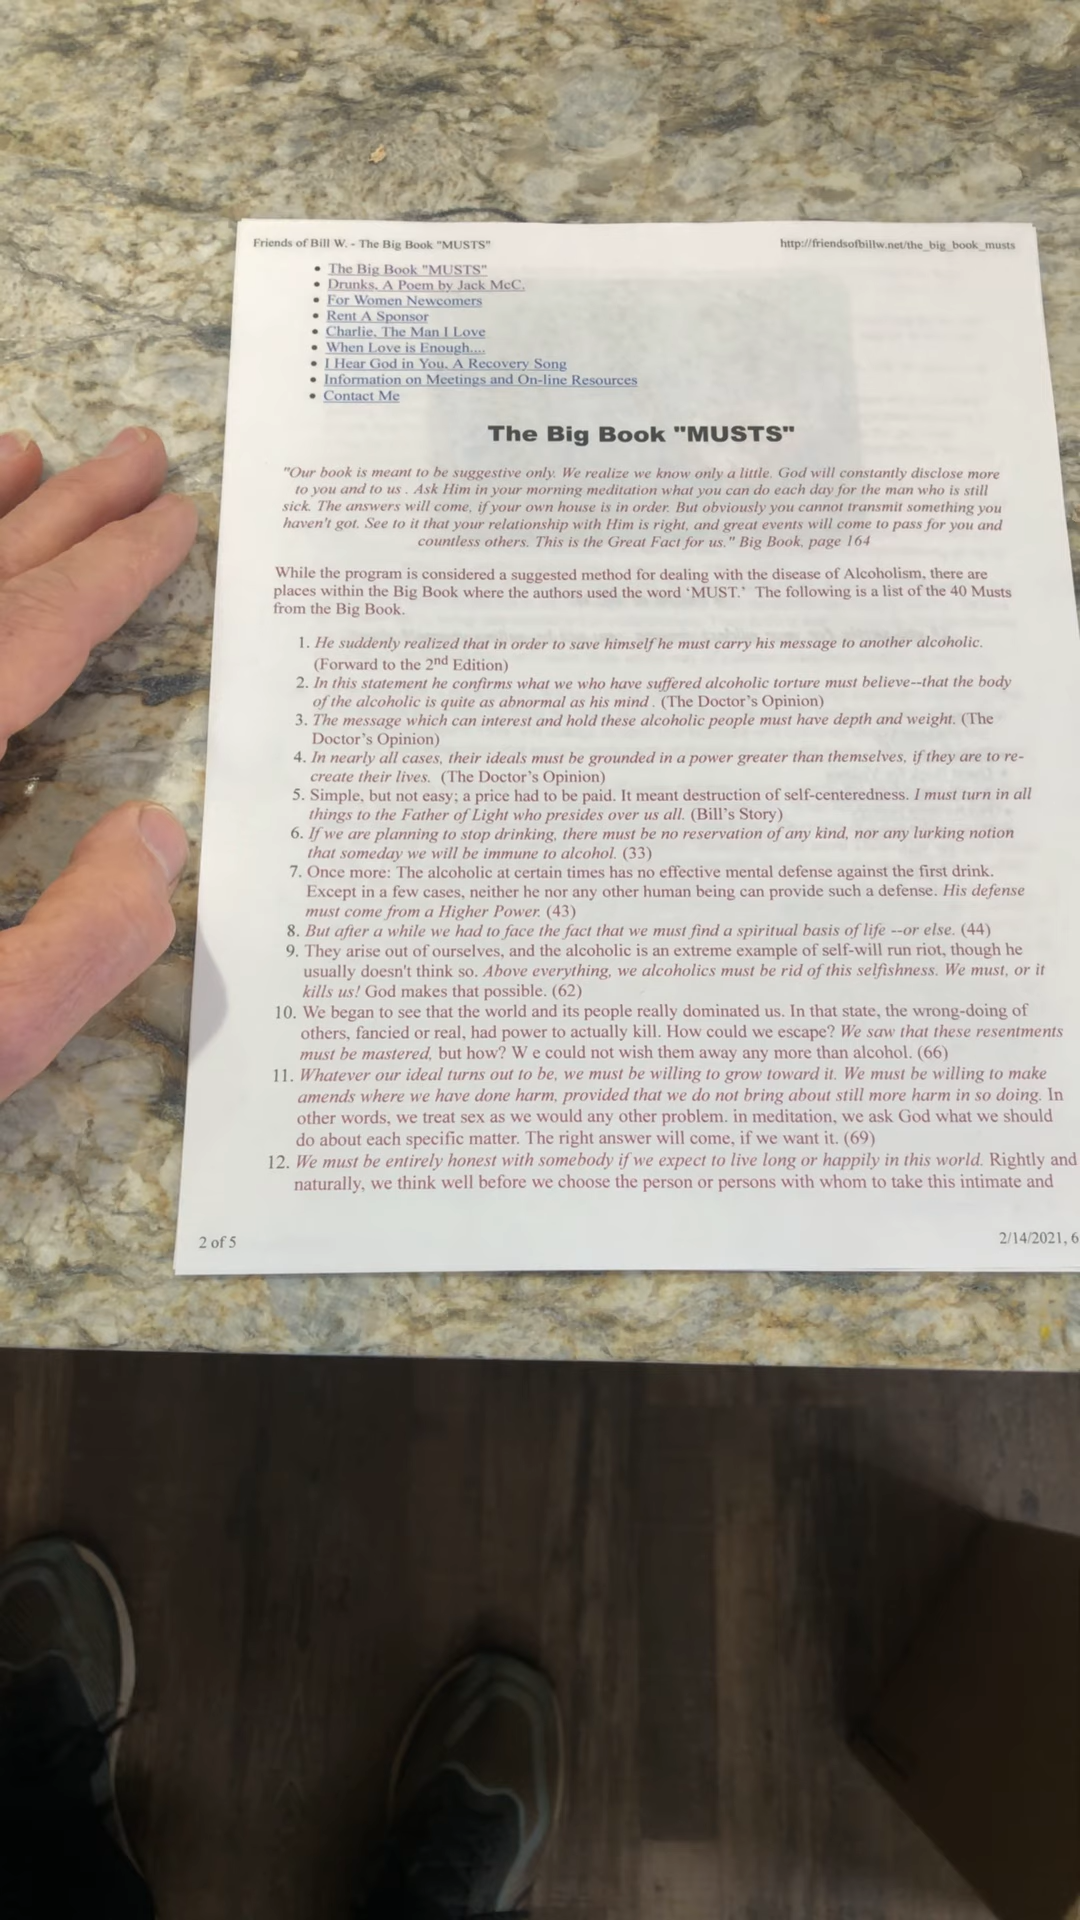 Friends of Bill W. - The Big Book "MUSTS"
http://friendsofbillw.net/the_big_book_musts
• The Big Book "MUSTS"
• Drunks, A Poem by Jack McC.
• For Women Newcomers
• Rent A Sponsor
• Charlie, The Man I Love
• When Love is Enough....
• I Hear God in You, A Recovery Song
• Information on Meetings and On-line Resources
• Contact Me
The Big Book "MUSTS"
"Our book is meant to be suggestive only. We realize we know only a little. God will constantly disclose more
to you and to us . Ask Him in your morning meditation what you can do each day for the man who is still
sick. The answers will come, if your own house is in order. But obviously you cannot transmit something you
haven't got. See to it that your relationship with Him is right, and great events will come to pass for you and
countless others. This is the Great Fact for us." Big Book, page 164
While the program is considered a suggested method for dealing with the disease of Alcoholism, there are
places within the Big Book where the authors used the word ‘MUST.’ The following is a list of the 40 Musts
from the Big Book.
1. He suddenly realized that in order to save himself he must carry his message to another alcoholic.
(Forward to the 2nd Edition)
2. In this statement he confirms what we who have suffered alcoholic torture must believe--that the body
of the alcoholic is quite as abnormal as his mind . (The Doctor’s Opinion)
3. The message which can interest and hold these alcoholic people must have depth and weight. (The
Doctor’s Opinion)
4. In nearly all cases, their ideals must be grounded in a power greater than themselves, if they are to re-
create their lives. (The Doctor’s Opinion)
5. Simple, but not easy; a price had to be paid. It meant destruction of self-centeredness. I must turn in all
things to the Father of Light who presides over us all. (Bill’s Story)
6. If we are planning to stop drinking, there must be no reservation of any kind, nor any lurking notion
that someday we will be immune to alcohol. (33)
7. Once more: The alcoholic at certain times has no effective mental defense against the first drink.
Except in a few cases, neither he nor any other human being can provide such a defense. His defense
must come from a Higher Power. (43)
8. But after a while we had to face the fact that we must find a spiritual basis of life --or else. (44)
9. They arise out of ourselves, and the alcoholic is an extreme example of self-will run riot, though he
usually doesn't think so. Above everything, we alcoholics must be rid of this selfishness. We must, or it
kills us! God makes that possible. (62)
10. We began to see that the world and its people really dominated us. In that state, the wrong-doing of
others, fancied or real, had power to actually kill. How could we escape? We saw that these resentments
must be mastered, but how? W e could not wish them away any more than alcohol. (66)
11. Whatever our ideal turns out to be, we must be willing to grow toward it. We must be willing to make
amends where we have done harm, provided that we do not bring about still more harm in so doing. In
other words, we treat sex as we would any other problem. in meditation, we ask God what we should
do about each specific matter. The right answer will come, if we want it. (69)
12. We must be entirely honest with somebody if we expect to live long or happily in this world. Rightly and
naturally, we think well before we choose the person or persons with whom to take this intimate and
2 of 5
2/14/2021, 6